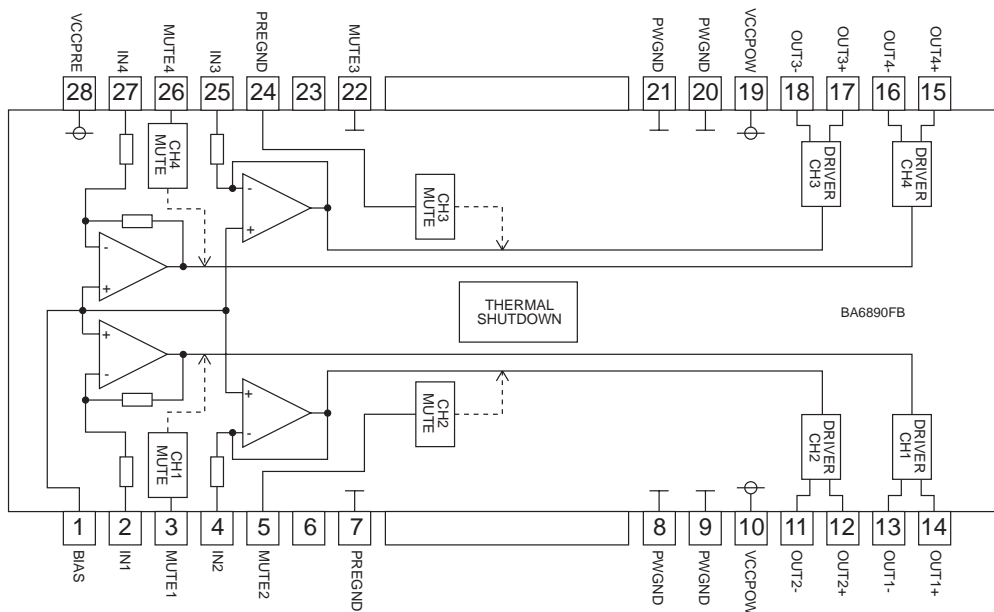 VCCPRE
IN4
MUTE4
IN3
PREGND
MUTE3
PWGND
PWGND
VCCPOW
OUT3-
OUT3+
OUT4-
OUT4+
28
27
26
25
24
23
22
21
20
19
18
17
16
15
CH4
MUTE
CH3
MUTE
DRIVER
CH3
DRIVER
CH4
-
+
-
+
THERMAL
SHUTDOWN
BA6890FB
+
-
+
-
CH1
MUTE
CH2
MUTE
DRIVER
CH2
DRIVER
CH1
1
2
3
4
5
6
7
8
9
10
11
12
13
14
BIAS
IN1
MUTE1
IN2
MUTE2
PREGND
PWGND
PWGND
VCCPOW
OUT2-
OUT2+
OUT1-
OUT1+